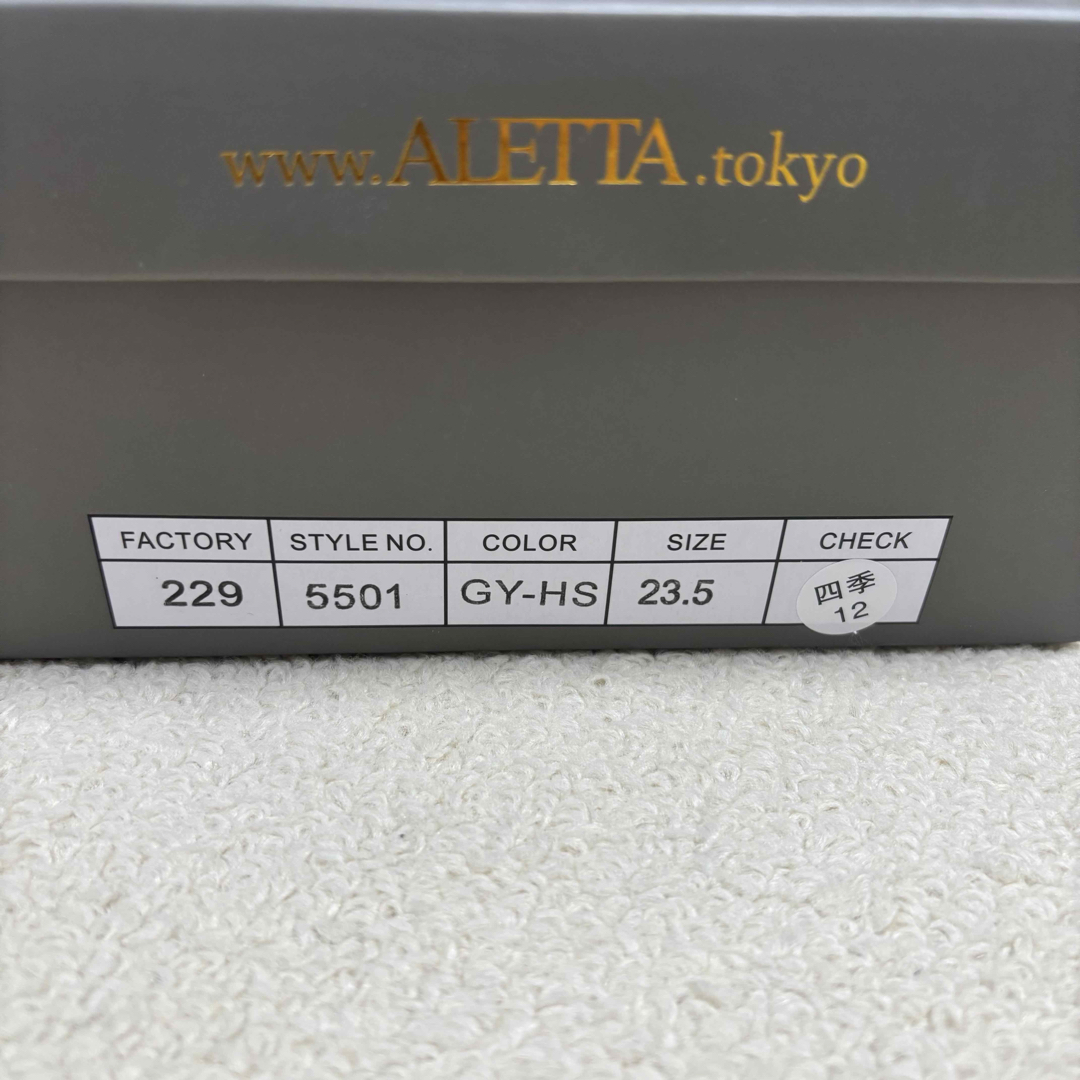 www.ALETTA.tokyo
FACTORY STYLE NO. COLOR SIZE CHECK
229 5501 GY-HS 23.5
四季
12